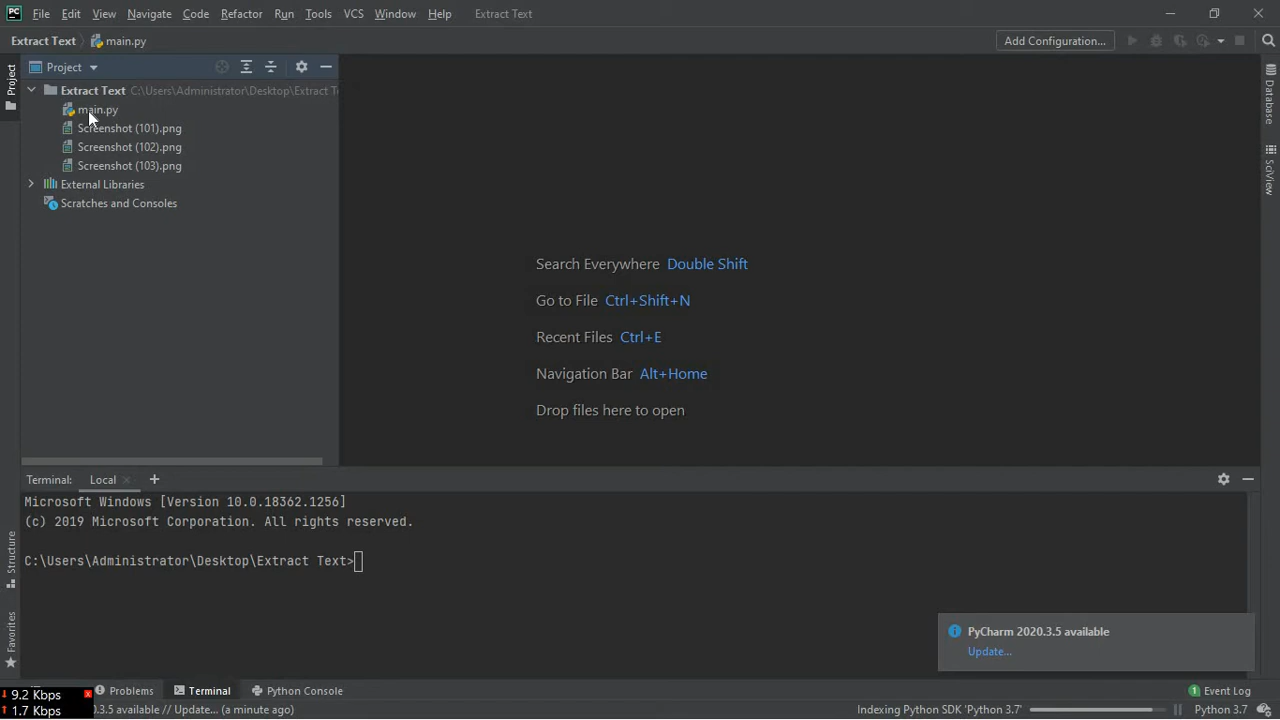 PC File Edit View Navigate Code Refactor Run Tools VCS Window Help Extract Text
Extract Text main.py Add Configuration...
Project
Project
Extract Text C:\Users\Administrator\Desktop\Extract T
main.py
Screenshot (101).png
Screenshot (102).png
Screenshot (103).png
External Libraries
Scratches and Consoles
Search Everywhere Double Shift
Go to File Ctrl+Shift+N
Recent Files Ctrl+E
Navigation Bar Alt+Home
Drop files here to open
Database
SciView
Terminal: Local
Microsoft Windows [Version 10.0.18362.1256]
(c) 2019 Microsoft Corporation. All rights reserved.
C:\Users\Administrator\Desktop\Extract Text>
Structure
Favorites
PyCharm 2020.3.5 available
Update...
Problems Terminal Python Console 1 Event Log
9.2 Kbps x
1.7 Kbps
0.3.5 available // Update... (a minute ago) Indexing Python SDK 'Python 3.7' Python 3.7